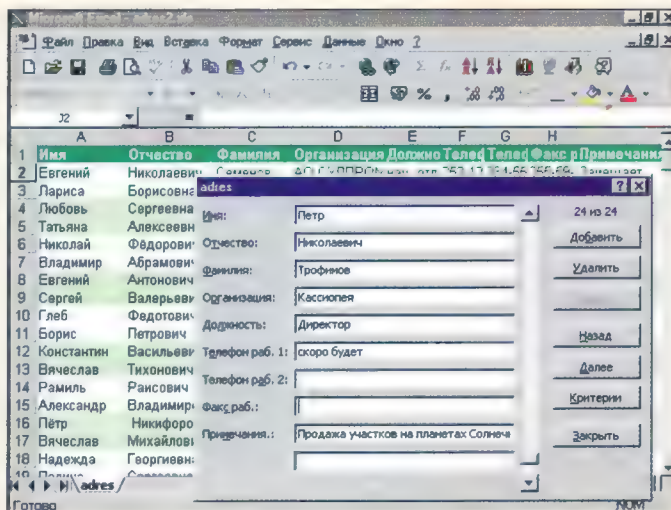 Microsoft Excel - adres2.xls
Файл Правка Вид Вставка Формат Сервис Данные Окно ?
J2
A B C D E F G H
1 Имя Отчество Фамилия Организация Должно Телеф Телеф Факс р Примечани
2 Евгений Николаевич Семенов
3 Лариса Борисовна
4 Любовь Сергеевна
5 Татьяна Алексеевн
6 Николай Фёдорович
7 Владимир Абрамович
8 Евгений Антонович
9 Сергей Валерьеви
10 Глеб Федотович
11 Борис Петрович
12 Константин Васильеви
13 Вячеслав Тихонович
14 Рамиль Раисович
15 Александр Владимир
16 Пётр Никифоро
17 Вячеслав Михайлов
18 Надежда Георгиевн
19
adres
Готово
NUM
adres
24 из 24
Имя: Петр
Отчество: Николаевич
Фамилия: Трофимов
Организация: Кассиопея
Должность: Директор
Телефон раб. 1: скоро будет
Телефон раб. 2:
Факс раб.:
Примечания.: Продажа участков на планетах Солнеч
Добавить
Удалить
Назад
Далее
Критерии
Закрыть